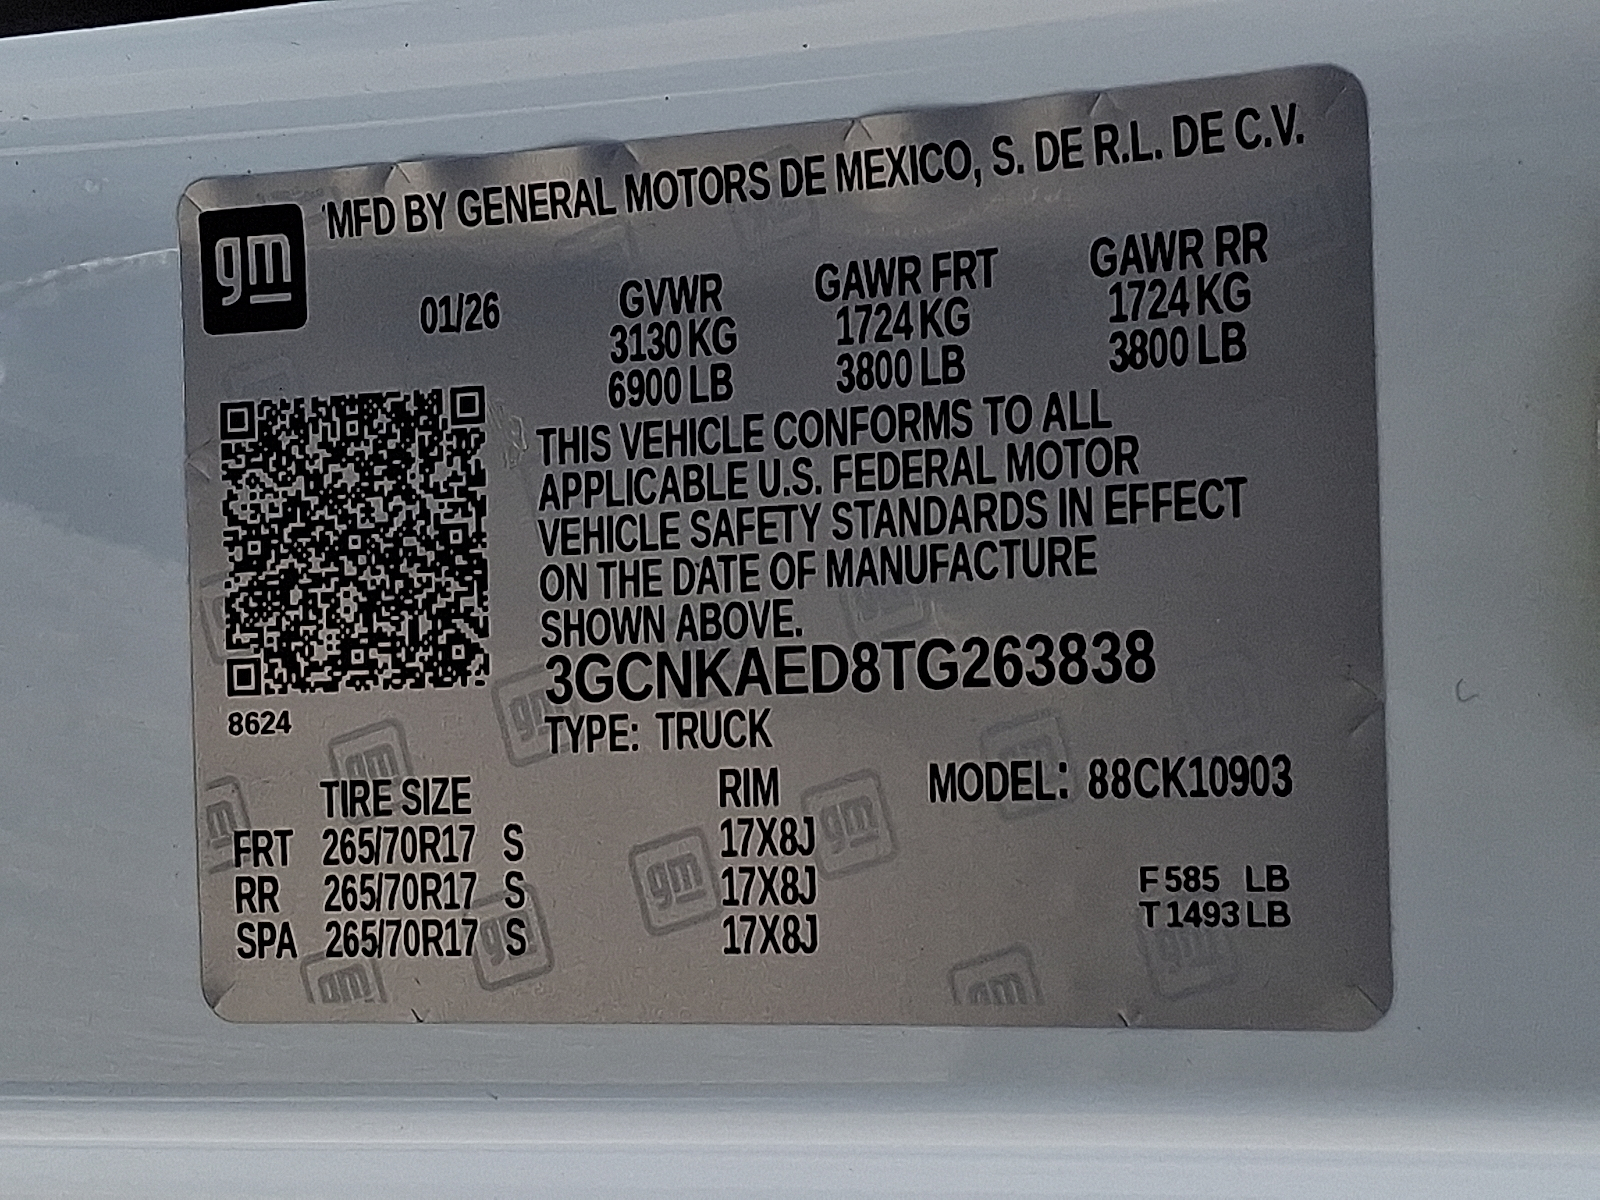 gm
MFD BY GENERAL MOTORS DE MEXICO, S. DE R.L. DE C.V.
01/26
GVWR GAWR FRT GAWR RR
3130 KG 1724 KG 1724 KG
6900 LB 3800 LB 3800 LB
THIS VEHICLE CONFORMS TO ALL
APPLICABLE U.S. FEDERAL MOTOR
VEHICLE SAFETY STANDARDS IN EFFECT
ON THE DATE OF MANUFACTURE
SHOWN ABOVE.
3GCNKAED8TG263838
8624
TYPE: TRUCK
TIRE SIZE RIM MODEL: 88CK10903
FRT 265/70R17 S 17X8J
RR 265/70R17 S 17X8J
SPA 265/70R17 S 17X8J
F 585 LB
T 1493 LB